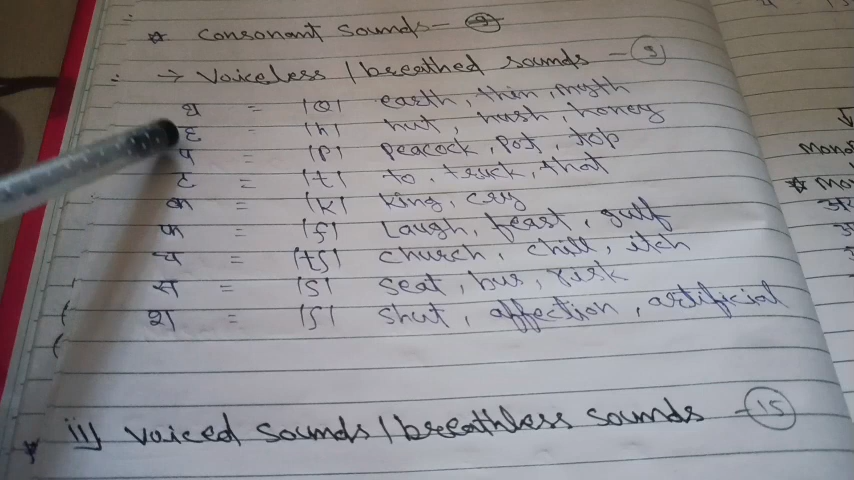 * Consonant Sounds - 9
→ Voiceless / breathed sounds - 9
थ = |θ| earth, thin, myth
ह = |h| hut, hush, honey
प = |p| peacock, pot, top
ट = |t| to, truck, that
क = |k| king, cry
फ = |f| Laugh, feast, gulf
च = |tʃ| church, chill, itch
स = |s| seat, bus, risk
श = |ʃ| shut, affection, artificial
ii) Voiced Sounds / breathless sounds - 15